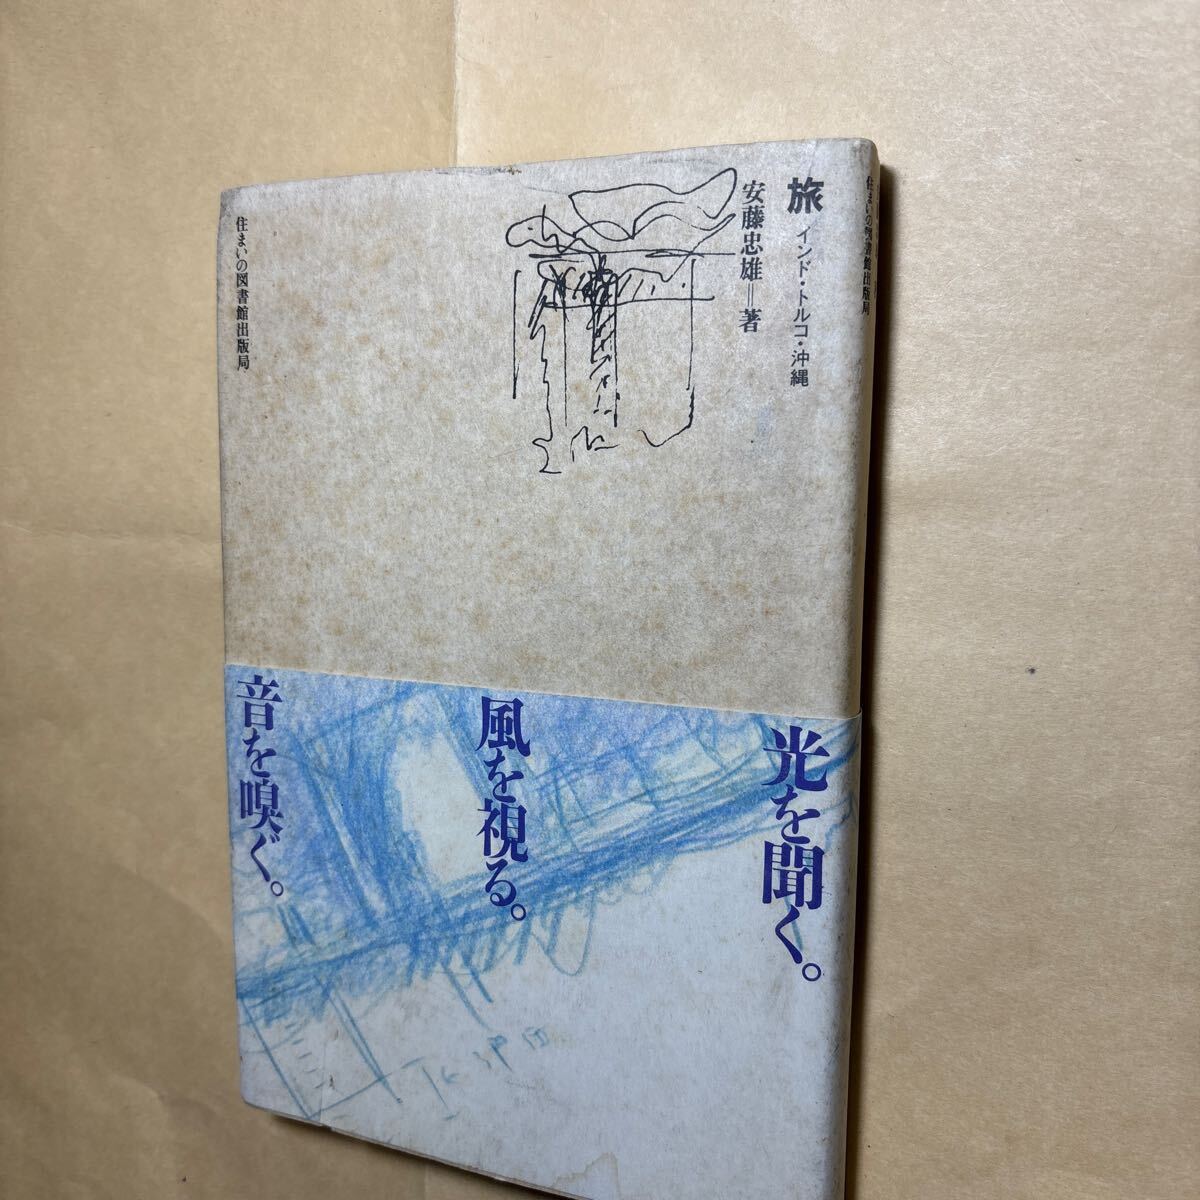 旅
インド・トルコ・沖縄
安藤忠雄＝著
住まいの図書館出版局
住まいの図書館出版局
光を聞く。
風を視る。
音を嗅ぐ。